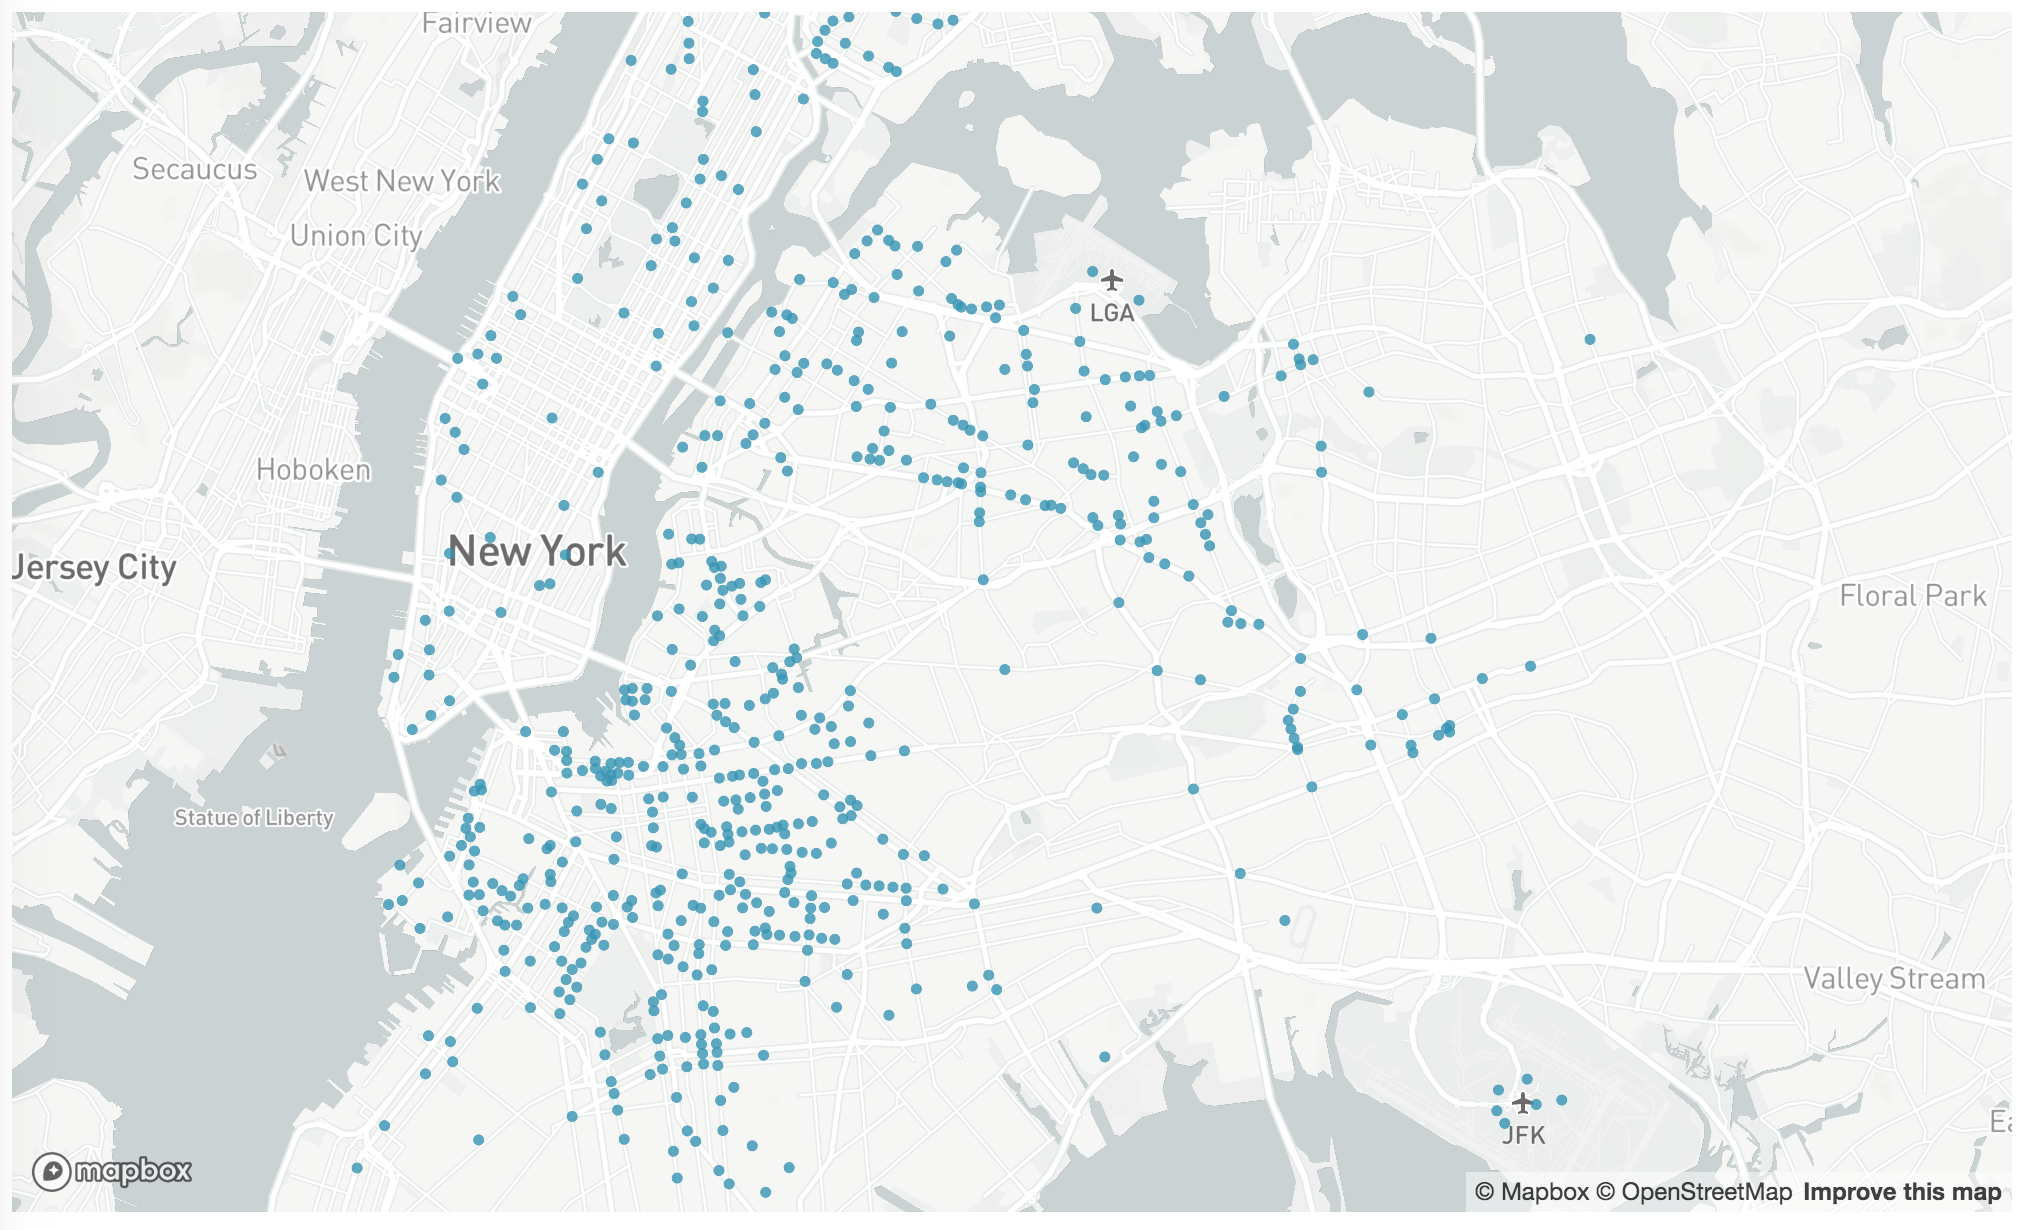 Fairview
Secaucus
West New York
Union City
LGA
Hoboken
New York
Jersey City
Floral Park
Statue of Liberty
Valley Stream
JFK
mapbox
© Mapbox © OpenStreetMap Improve this map